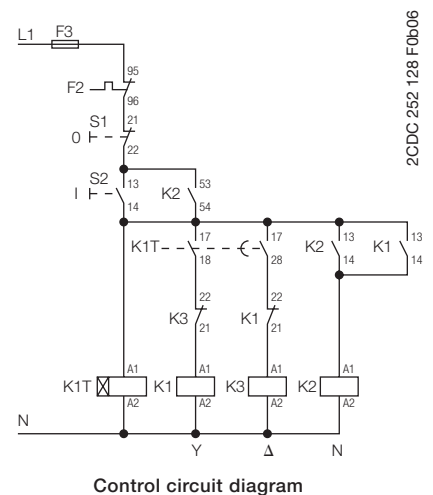 L1 F3
2CDC 252 128 F0b06
95
F2
96
S1 21
0
22
S2 13 K2 53
I
14 54
17 17 13 13
K1T K2 K1
18 28 14 14
22 22
K3 K1
21 21
A1 A1 A1 A1
K1T K1 K3 K2
A2 A2 A2 A2
N
Y Δ N
Control circuit diagram